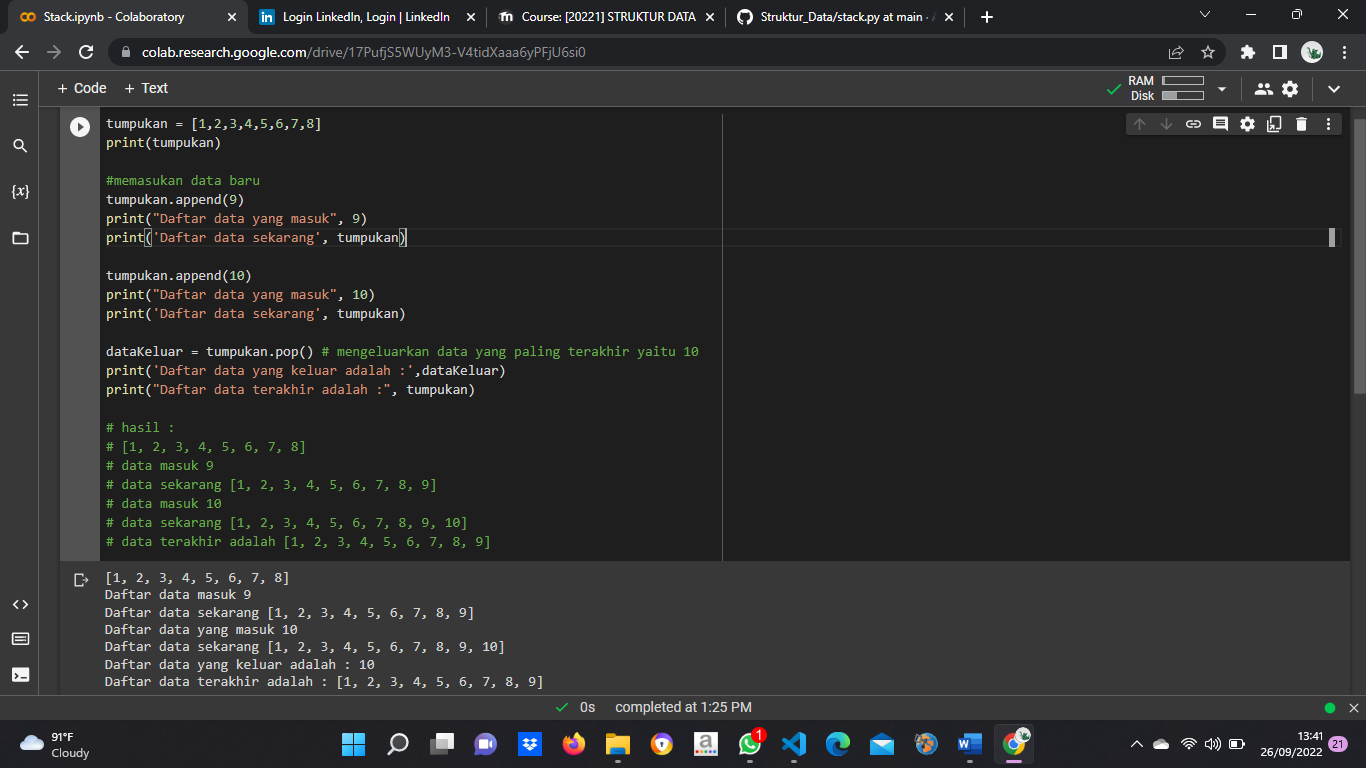 Stack.ipynb - Colaboratory
Login LinkedIn, Login | LinkedIn
Course: [20221] STRUKTUR DATA
Struktur_Data/stack.py at main ·
colab.research.google.com/drive/17PufjS5WUyM3-V4tidXaaa6yPFjU6si0
+ Code + Text
RAM
Disk
tumpukan = [1,2,3,4,5,6,7,8]
print(tumpukan)
#memasukan data baru
tumpukan.append(9)
print("Daftar data yang masuk", 9)
print('Daftar data sekarang', tumpukan)
tumpukan.append(10)
print("Daftar data yang masuk", 10)
print('Daftar data sekarang', tumpukan)
dataKeluar = tumpukan.pop() # mengeluarkan data yang paling terakhir yaitu 10
print('Daftar data yang keluar adalah :',dataKeluar)
print("Daftar data terakhir adalah :", tumpukan)
# hasil :
# [1, 2, 3, 4, 5, 6, 7, 8]
# data masuk 9
# data sekarang [1, 2, 3, 4, 5, 6, 7, 8, 9]
# data masuk 10
# data sekarang [1, 2, 3, 4, 5, 6, 7, 8, 9, 10]
# data terakhir adalah [1, 2, 3, 4, 5, 6, 7, 8, 9]
[1, 2, 3, 4, 5, 6, 7, 8]
Daftar data masuk 9
Daftar data sekarang [1, 2, 3, 4, 5, 6, 7, 8, 9]
Daftar data yang masuk 10
Daftar data sekarang [1, 2, 3, 4, 5, 6, 7, 8, 9, 10]
Daftar data yang keluar adalah : 10
Daftar data terakhir adalah : [1, 2, 3, 4, 5, 6, 7, 8, 9]
0s completed at 1:25 PM
91°F
Cloudy
1
13:41
26/09/2022
21